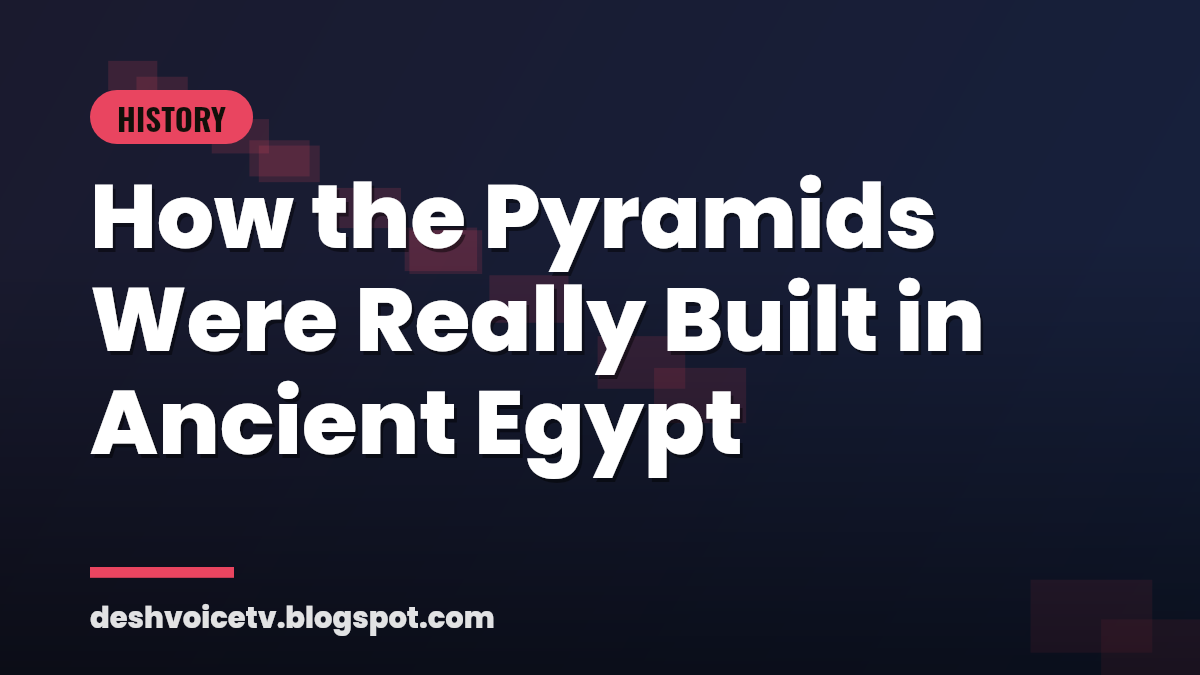 HISTORY
How the Pyramids
Were Really Built in
Ancient Egypt
deshvoicetv.blogspot.com